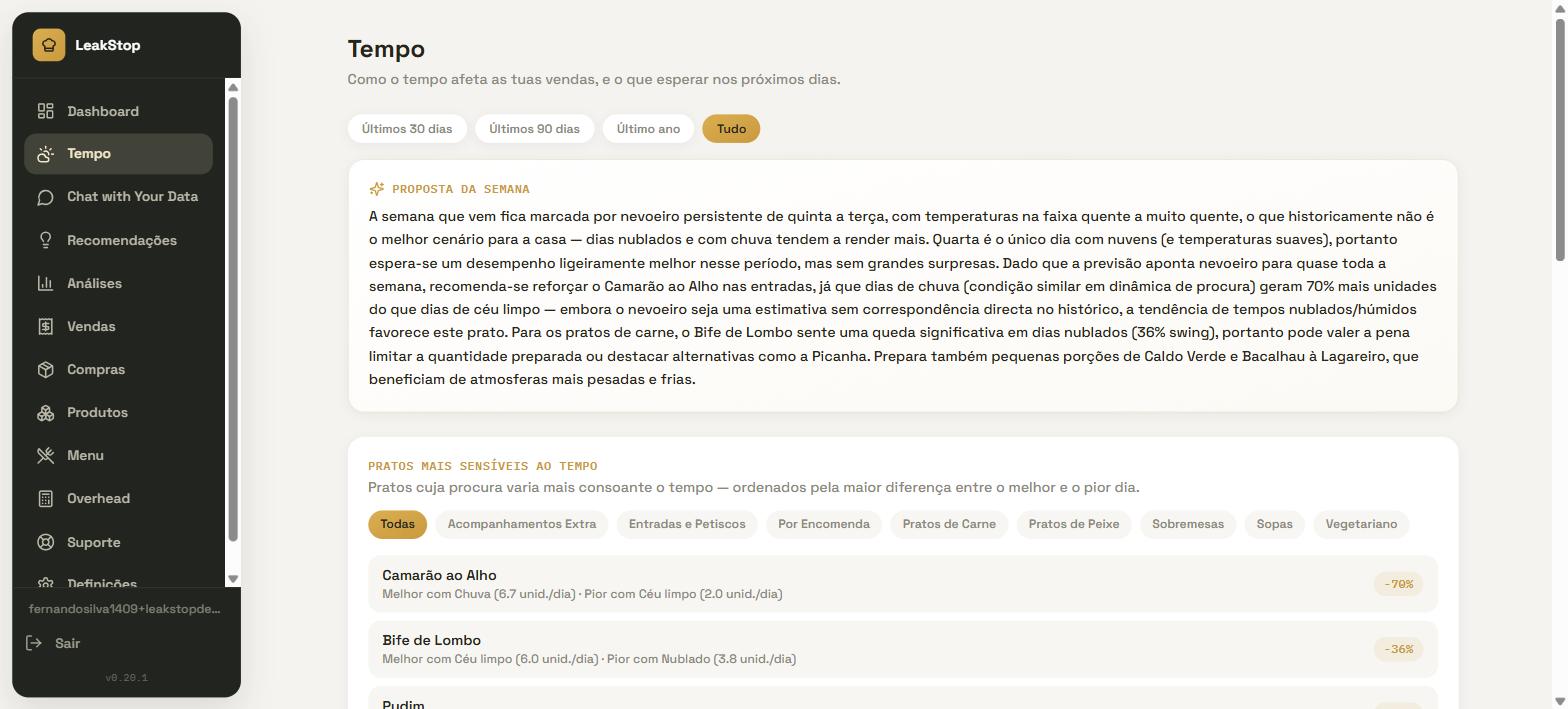 LeakStop
Dashboard
Tempo
Chat with Your Data
Recomendações
Análises
Vendas
Compras
Produtos
Menu
Overhead
Suporte
Definições
fernandosilva1409+leakstopde...
Sair
v0.20.1
Tempo
Como o tempo afeta as tuas vendas, e o que esperar nos próximos dias.
Últimos 30 dias Últimos 90 dias Último ano Tudo
PROPOSTA DA SEMANA
A semana que vem fica marcada por nevoeiro persistente de quinta a terça, com temperaturas na faixa quente a muito quente, o que historicamente não é
o melhor cenário para a casa — dias nublados e com chuva tendem a render mais. Quarta é o único dia com nuvens (e temperaturas suaves), portanto
espera-se um desempenho ligeiramente melhor nesse período, mas sem grandes surpresas. Dado que a previsão aponta nevoeiro para quase toda a
semana, recomenda-se reforçar o Camarão ao Alho nas entradas, já que dias de chuva (condição similar em dinâmica de procura) geram 70% mais unidades
do que dias de céu limpo — embora o nevoeiro seja uma estimativa sem correspondência directa no histórico, a tendência de tempos nublados/húmidos
favorece este prato. Para os pratos de carne, o Bife de Lombo sente uma queda significativa em dias nublados (36% swing), portanto pode valer a pena
limitar a quantidade preparada ou destacar alternativas como a Picanha. Prepara também pequenas porções de Caldo Verde e Bacalhau à Lagareiro, que
beneficiam de atmosferas mais pesadas e frias.
PRATOS MAIS SENSÍVEIS AO TEMPO
Pratos cuja procura varia mais consoante o tempo — ordenados pela maior diferença entre o melhor e o pior dia.
Todas Acompanhamentos Extra Entradas e Petiscos Por Encomenda Pratos de Carne Pratos de Peixe Sobremesas Sopas Vegetariano
Camarão ao Alho
Melhor com Chuva (6.7 unid./dia) · Pior com Céu limpo (2.0 unid./dia)
-70%
Bife de Lombo
Melhor com Céu limpo (6.0 unid./dia) · Pior com Nublado (3.8 unid./dia)
-36%
Pudim